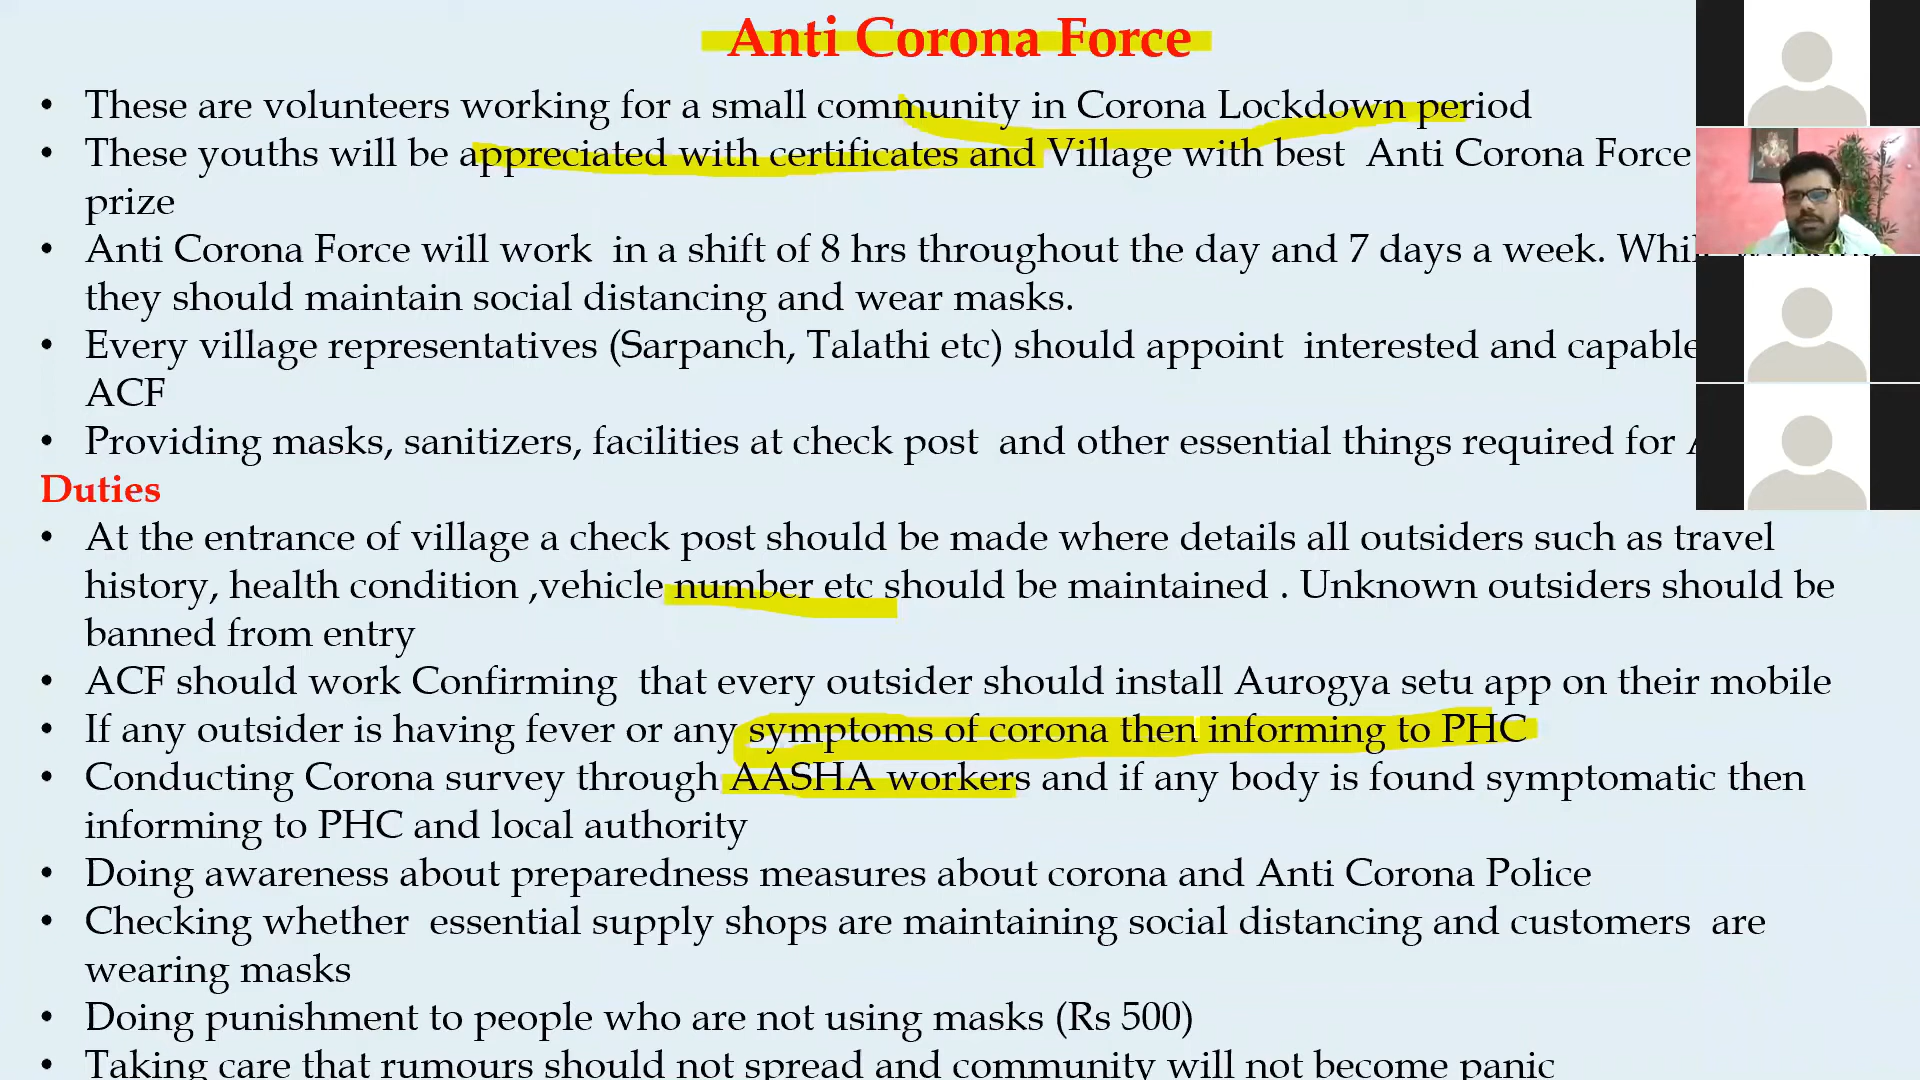 Anti Corona Force
• These are volunteers working for a small community in Corona Lockdown period
• These youths will be appreciated with certificates and Village with best Anti Corona Force
prize
• Anti Corona Force will work in a shift of 8 hrs throughout the day and 7 days a week.
they should maintain social distancing and wear masks.
• Every village representatives (Sarpanch, Talathi etc) should appoint interested and capable
ACF
• Providing masks, sanitizers, facilities at check post and other essential things required for
Duties
• At the entrance of village a check post should be made where details all outsiders such as travel
history, health condition ,vehicle number etc should be maintained . Unknown outsiders should be
banned from entry
• ACF should work Confirming that every outsider should install Aurogya setu app on their mobile
• If any outsider is having fever or any symptoms of corona then informing to PHC
• Conducting Corona survey through AASHA workers and if any body is found symptomatic then
informing to PHC and local authority
• Doing awareness about preparedness measures about corona and Anti Corona Police
• Checking whether essential supply shops are maintaining social distancing and customers are
wearing masks
• Doing punishment to people who are not using masks (Rs 500)
• Taking care that rumours should not spread and community will not become panic